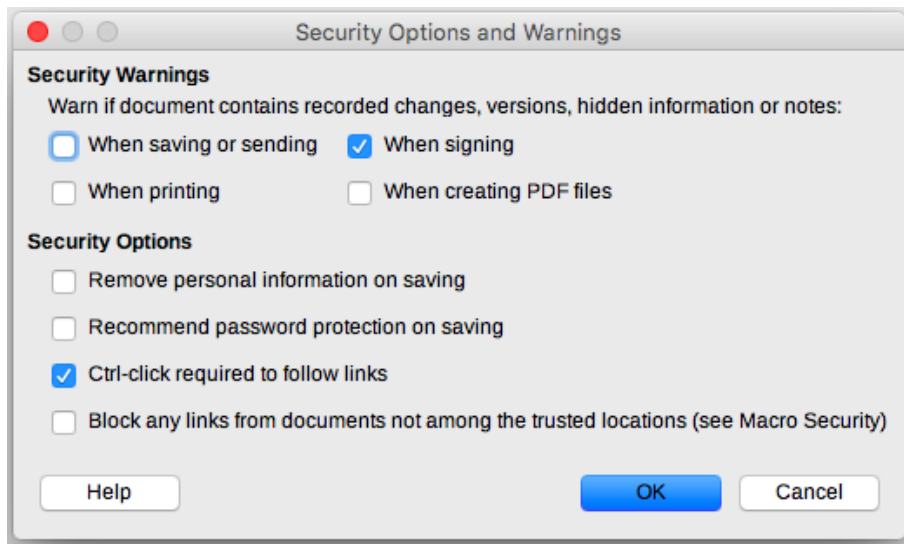 Security Options and Warnings
Security Warnings
Warn if document contains recorded changes, versions, hidden information or notes:
When saving or sending When signing
When printing When creating PDF files
Security Options
Remove personal information on saving
Recommend password protection on saving
Ctrl-click required to follow links
Block any links from documents not among the trusted locations (see Macro Security)
Help OK Cancel